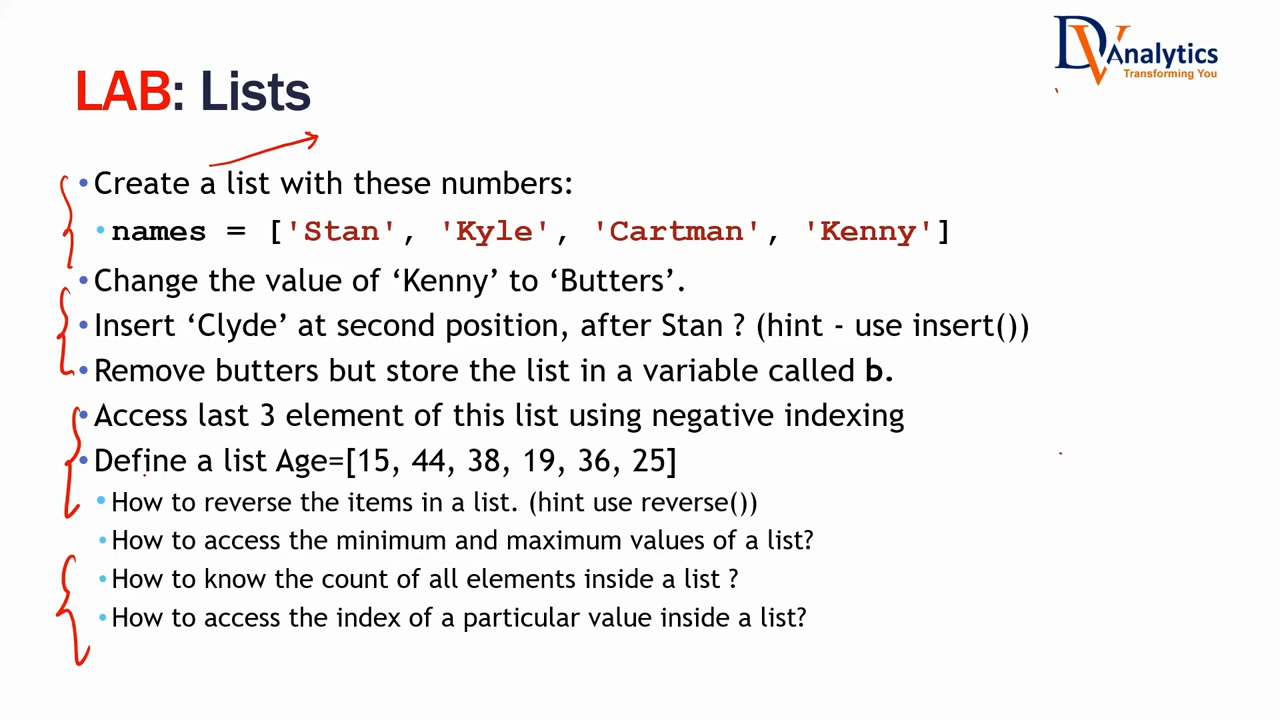 DV Analytics
Transforming You
LAB: Lists
•Create a list with these numbers:
•names = ['Stan', 'Kyle', 'Cartman', 'Kenny']
•Change the value of ‘Kenny’ to ‘Butters’.
•Insert ‘Clyde’ at second position, after Stan ? (hint - use insert())
•Remove butters but store the list in a variable called b.
•Access last 3 element of this list using negative indexing
•Define a list Age=[15, 44, 38, 19, 36, 25]
•How to reverse the items in a list. (hint use reverse())
•How to access the minimum and maximum values of a list?
•How to know the count of all elements inside a list ?
•How to access the index of a particular value inside a list?